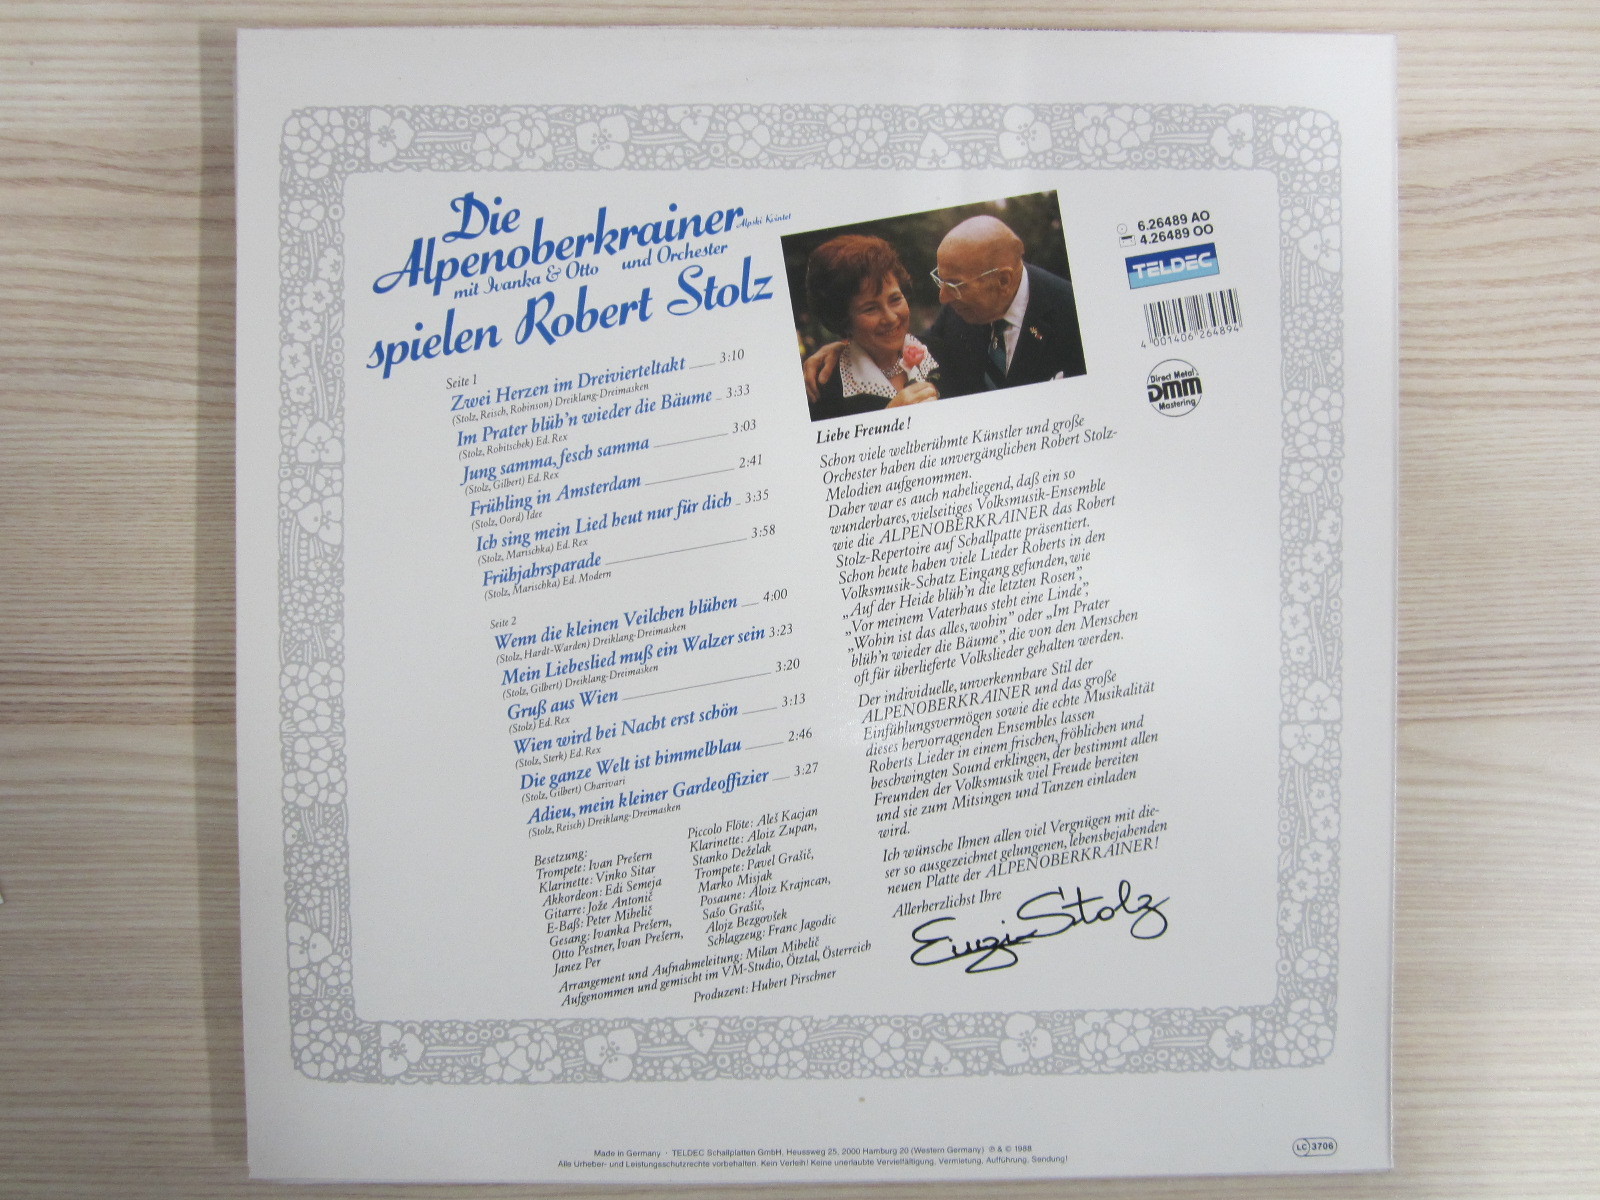 Die
Alpenoberkrainer Alpski Kvintet
mit Ivanka & Otto und Orchester
spielen Robert Stolz
Seite 1
Zwei Herzen im Dreivierteltakt 3:10
(Stolz, Reisch, Robinson) Dreiklang-Dreimasken
Im Prater blüh'n wieder die Bäume 3:33
(Stolz, Robitschek) Ed. Rex
Jung samma, fesch samma 3:03
(Stolz, Gilbert) Ed. Rex
Frühling in Amsterdam 2:41
(Stolz, Oord) Idee
Ich sing mein Lied heut nur für dich 3:35
(Stolz, Marischka) Ed. Rex
Frühjahrsparade 3:58
(Stolz, Marischka) Ed. Modern
Seite 2
Wenn die kleinen Veilchen blühen 4:00
(Stolz, Hardt-Warden) Dreiklang-Dreimasken
Mein Liebeslied muß ein Walzer sein 3:23
(Stolz, Gilbert) Dreiklang-Dreimasken
Gruß aus Wien 3:20
(Stolz) Ed. Rex
Wien wird bei Nacht erst schön 3:13
(Stolz, Sterk) Ed. Rex
Die ganze Welt ist himmelblau 2:46
(Stolz, Gilbert) Charivari
Adieu, mein kleiner Gardeoffizier 3:27
(Stolz, Reisch) Dreiklang-Dreimasken
Besetzung:
Trompete: Ivan Prešern
Klarinette: Vinko Sitar
Akkordeon: Edi Semeja
Gitarre: Jože Antonič
E-Baß: Peter Mihelič
Gesang: Ivanka Prešern,
Otto Pestner, Ivan Prešern,
Janez Per
Piccolo Flöte: Aleš Kacjan
Klarinette: Aloiz Zupan,
Stanko Deželak
Trompete: Pavel Grašič,
Marko Misjak
Posaune: Aloiz Krajncan,
Sašo Grašič,
Alojz Bezgovšek
Schlagzeug: Franc Jagodic
Arrangement und Aufnahmeleitung: Milan Mihelič
Aufgenommen und gemischt im VM-Studio, Ötztal, Österreich
Produzent: Hubert Pirschner
Liebe Freunde!
Schon viele weltberühmte Künstler und große
Orchester haben die unvergänglichen Robert Stolz-
Melodien aufgenommen.
Daher war es auch naheliegend, daß ein so
wunderbares, vielseitiges Volksmusik-Ensemble
wie die ALPENOBERKRAINER das Robert
Stolz-Repertoire auf Schallpatte präsentiert.
Schon heute haben viele Lieder Roberts in den
Volksmusik-Schatz Eingang gefunden, wie
„Auf der Heide blüh'n die letzten Rosen”,
„Vor meinem Vaterhaus steht eine Linde”,
„Wohin ist das alles, wohin” oder „Im Prater
blüh'n wieder die Bäume”, die von den Menschen
oft für überlieferte Volkslieder gehalten werden.
Der individuelle, unverkennbare Stil der
ALPENOBERKRAINER und das große
Einfühlungsvermögen sowie die echte Musikalität
dieses hervorragenden Ensembles lassen
Roberts Lieder in einem frischen, fröhlichen und
beschwingten Sound erklingen, der bestimmt allen
Freunden der Volksmusik viel Freude bereiten
und sie zum Mitsingen und Tanzen einladen
wird.
Ich wünsche Ihnen allen viel Vergnügen mit die-
ser so ausgezeichnet gelungenen, lebensbejahenden
neuen Platte der ALPENOBERKRAINER!
Allerherzlichst Ihre
Einzi Stolz
6.26489 AO
4.26489 OO
TELDEC
4 001406 264894
Direct Metal
DMM
Mastering
Made in Germany · TELDEC Schallplatten GmbH, Heussweg 25, 2000 Hamburg 20 (Western Germany) ℗ & © 1988
Alle Urheber- und Leistungsschutzrechte vorbehalten. Kein Verleih! Keine unerlaubte Vervielfältigung, Vermietung, Aufführung, Sendung!
LC 3706